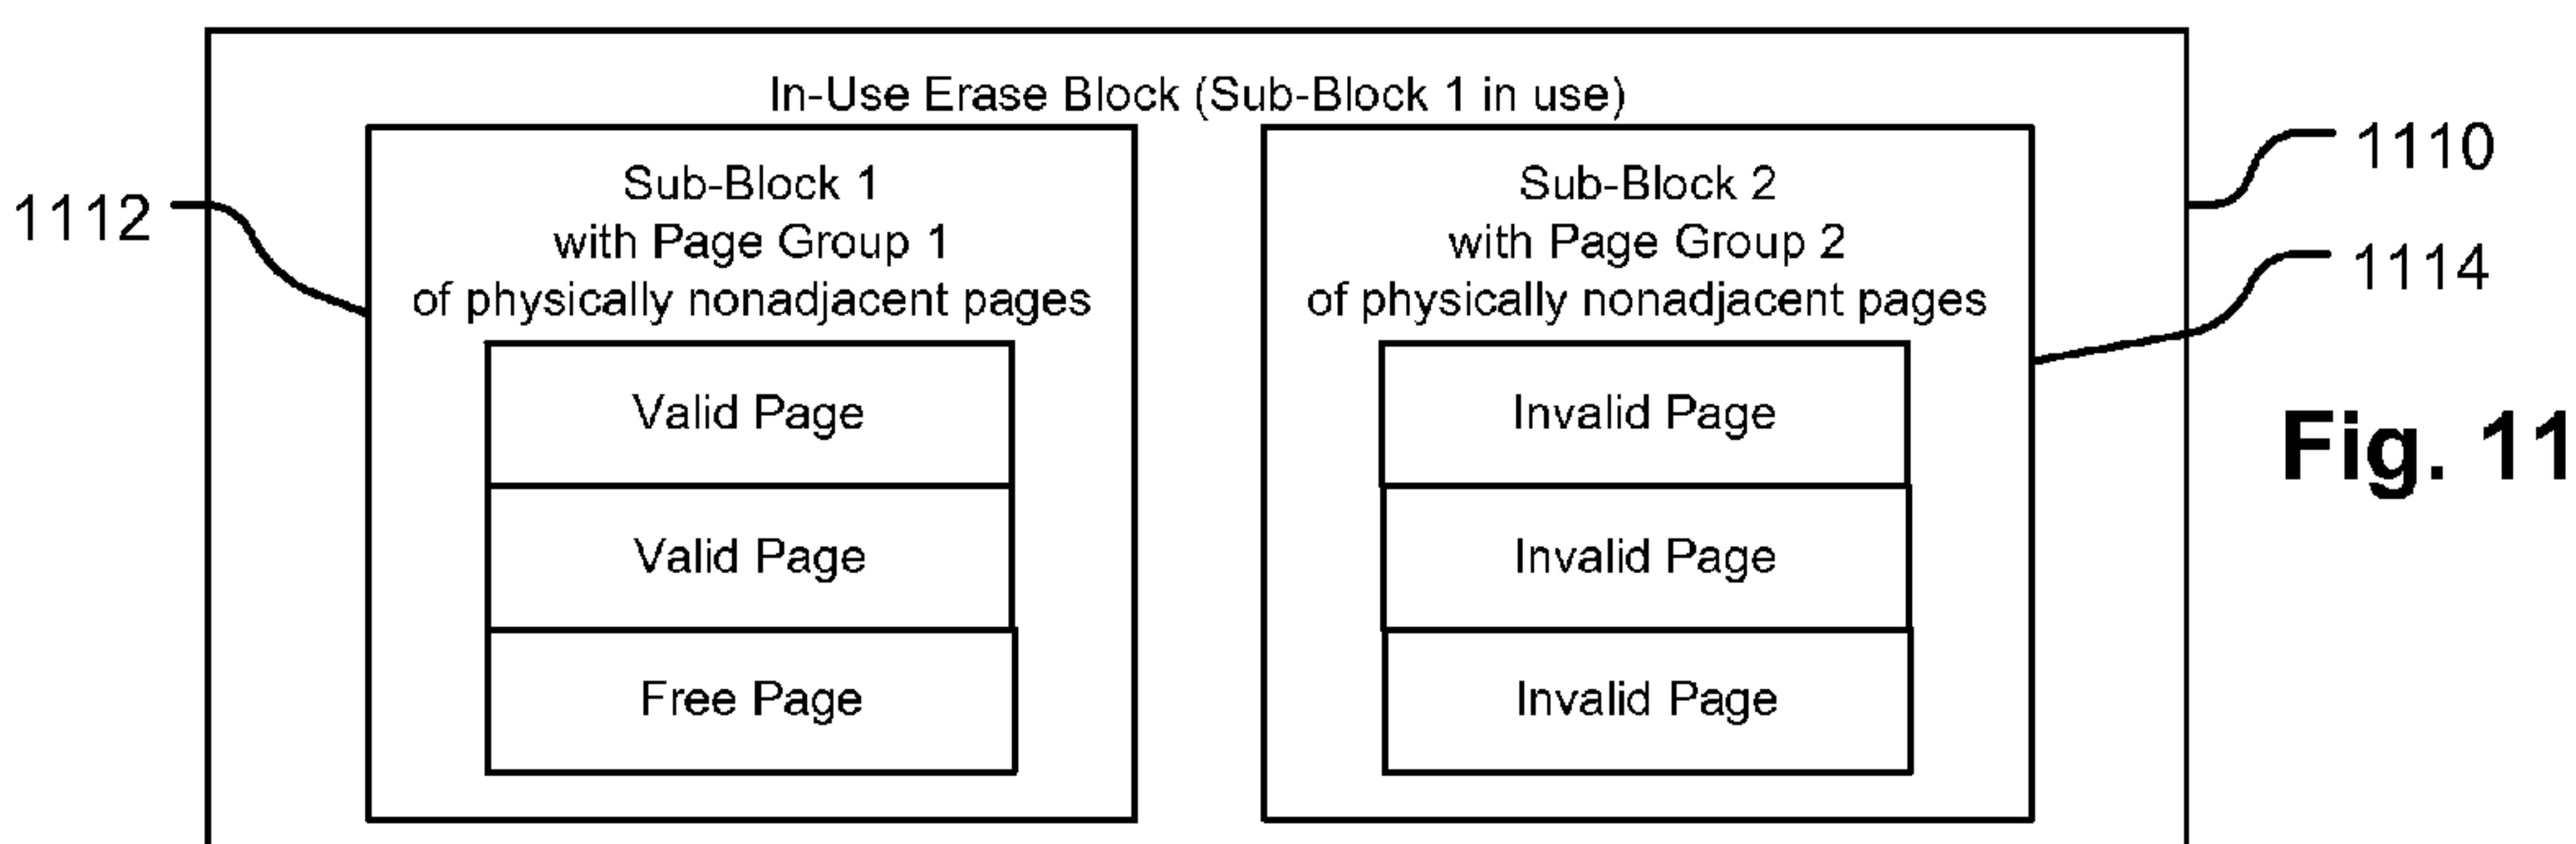 In-Use Erase Block (Sub-Block 1 in use)
1110
1112
Sub-Block 1
with Page Group 1
of physically nonadjacent pages
Valid Page
Valid Page
Free Page
Sub-Block 2
with Page Group 2
of physically nonadjacent pages
Invalid Page
Invalid Page
Invalid Page
1114
Fig. 11